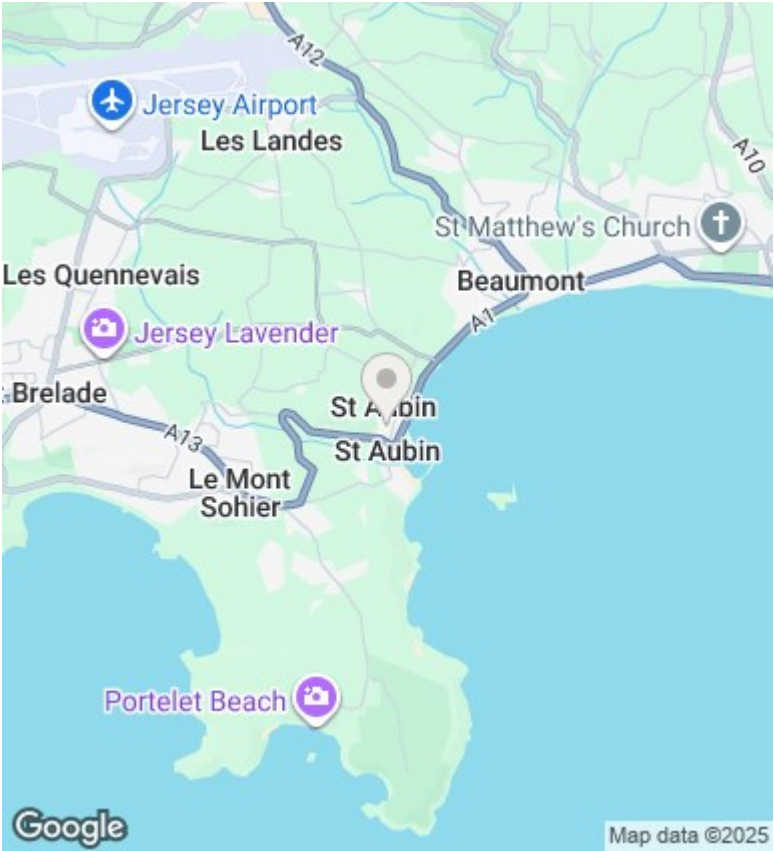 A12
Jersey Airport
Les Landes
A10
St Matthew's Church
Les Quennevais
Beaumont
A1
Jersey Lavender
Brelade
St Aubin
A13
St Aubin
Le Mont
Sohier
Portelet Beach
Google
Map data ©2025